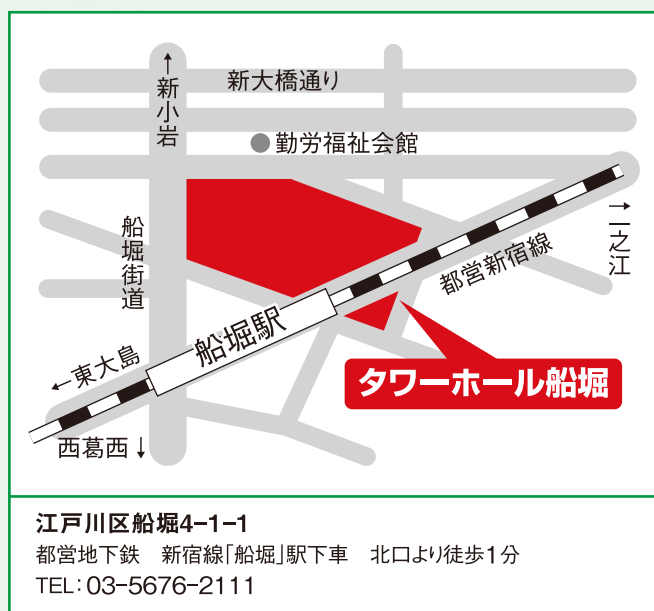 新大橋通り
↑新小岩
勤労福祉会館
船堀街道
→一之江
都営新宿線
船堀駅
←東大島
タワーホール船堀
西葛西↓
江戸川区船堀4-1-1
都営地下鉄　新宿線「船堀」駅下車　北口より徒歩1分
TEL:03-5676-2111